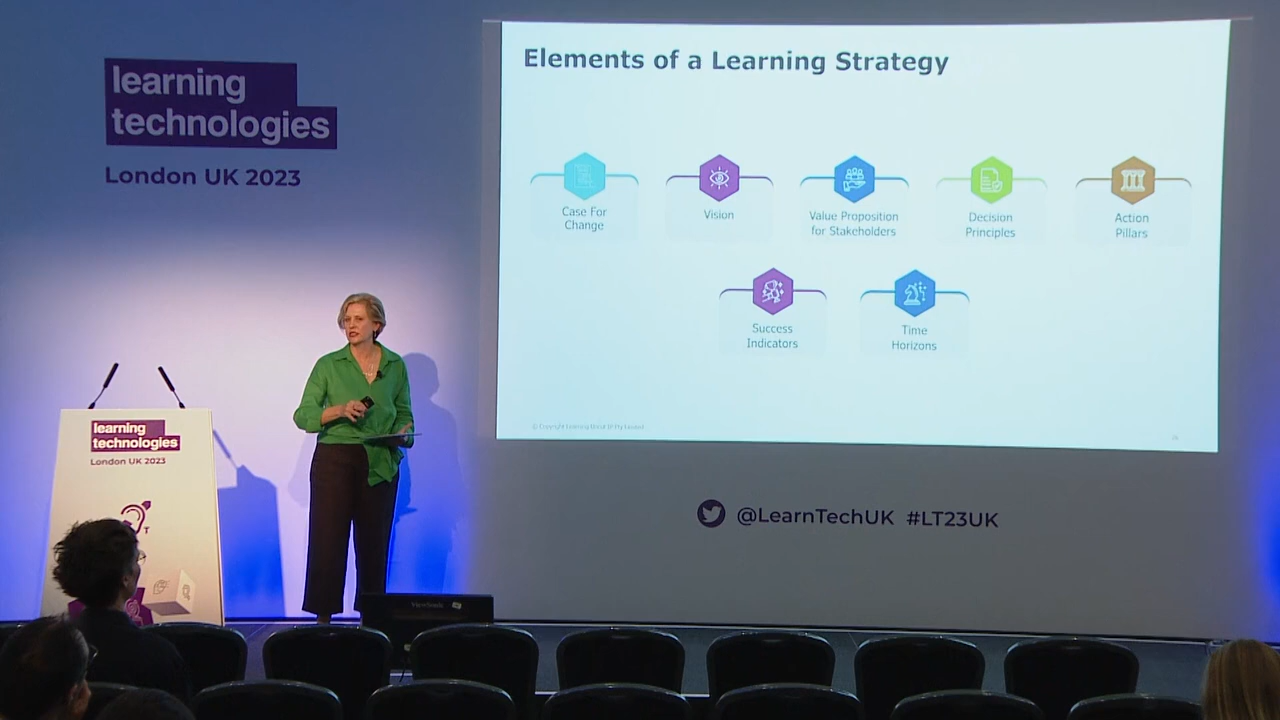 learning
technologies
London UK 2023
Elements of a Learning Strategy
Case For
Change
Vision
Value Proposition
for Stakeholders
Decision
Principles
Action
Pillars
Success
Indicators
Time
Horizons
@LearnTechUK #LT23UK
learning
technologies
London UK 2023
T
ViewSonic